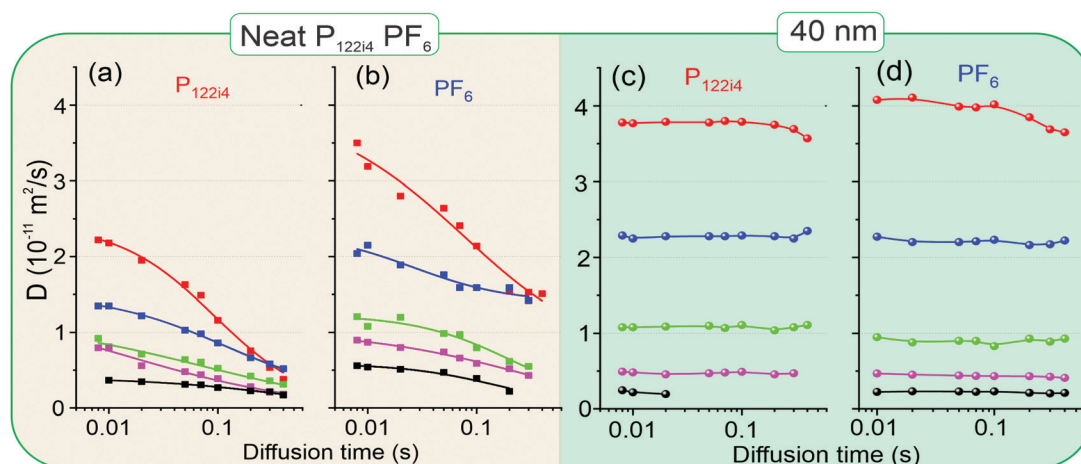 Neat P₁₂₂ᵢ₄ PF₆
40 nm
(a)
P₁₂₂ᵢ₄
(b)
PF₆
(c)
P₁₂₂ᵢ₄
(d)
PF₆
D (10⁻¹¹ m²/s)
4
3
2
1
0
4
3
2
1
0
0.01 0.1
0.01 0.1
0.01 0.1
0.01 0.1
Diffusion time (s)
Diffusion time (s)